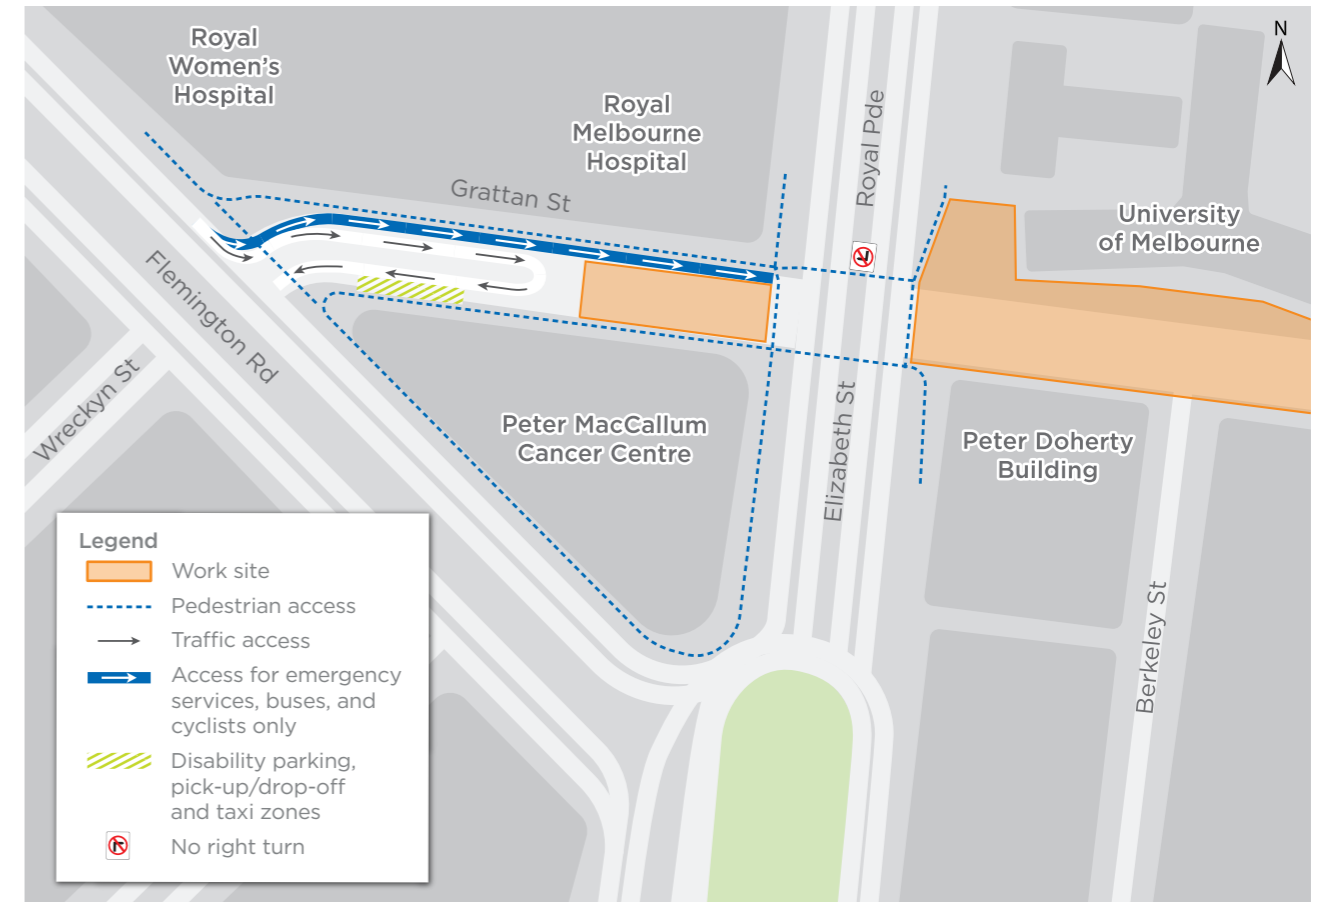 Royal
Women's
Hospital
N
Royal
Melbourne
Hospital
Royal Pde
Grattan St
University
of Melbourne
Flemington Rd
Wreckyn St
Peter MacCallum
Cancer Centre
Elizabeth St
Peter Doherty
Building
Berkeley St
Legend
Work site
Pedestrian access
Traffic access
Access for emergency
services, buses, and
cyclists only
Disability parking,
pick-up/drop-off
and taxi zones
No right turn